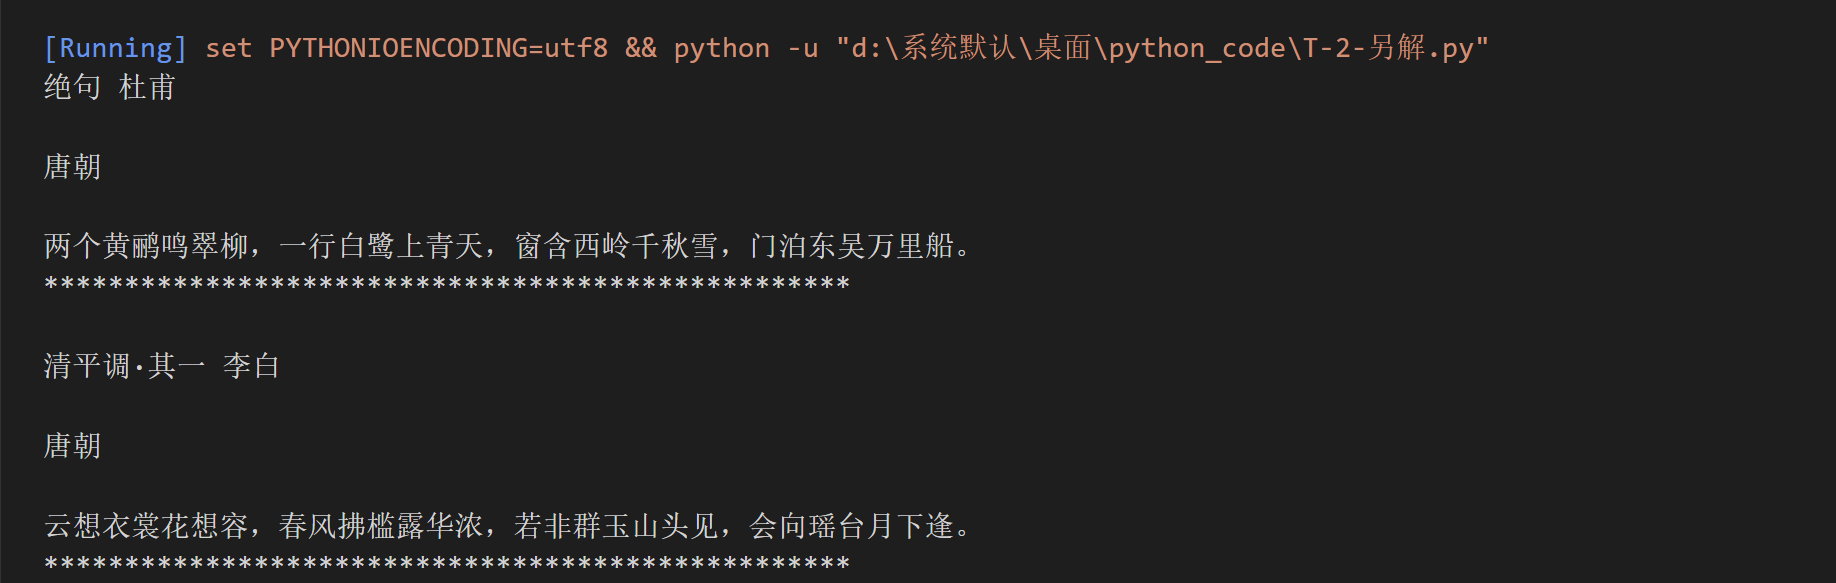 [Running] set PYTHONIOENCODING=utf8 && python -u "d:\系统默认\桌面\python_code\T-2-另解.py"
绝句 杜甫
唐朝
两个黄鹂鸣翠柳，一行白鹭上青天，窗含西岭千秋雪，门泊东吴万里船。
**************************************************
清平调·其一 李白
唐朝
云想衣裳花想容，春风拂槛露华浓，若非群玉山头见，会向瑶台月下逢。
**************************************************